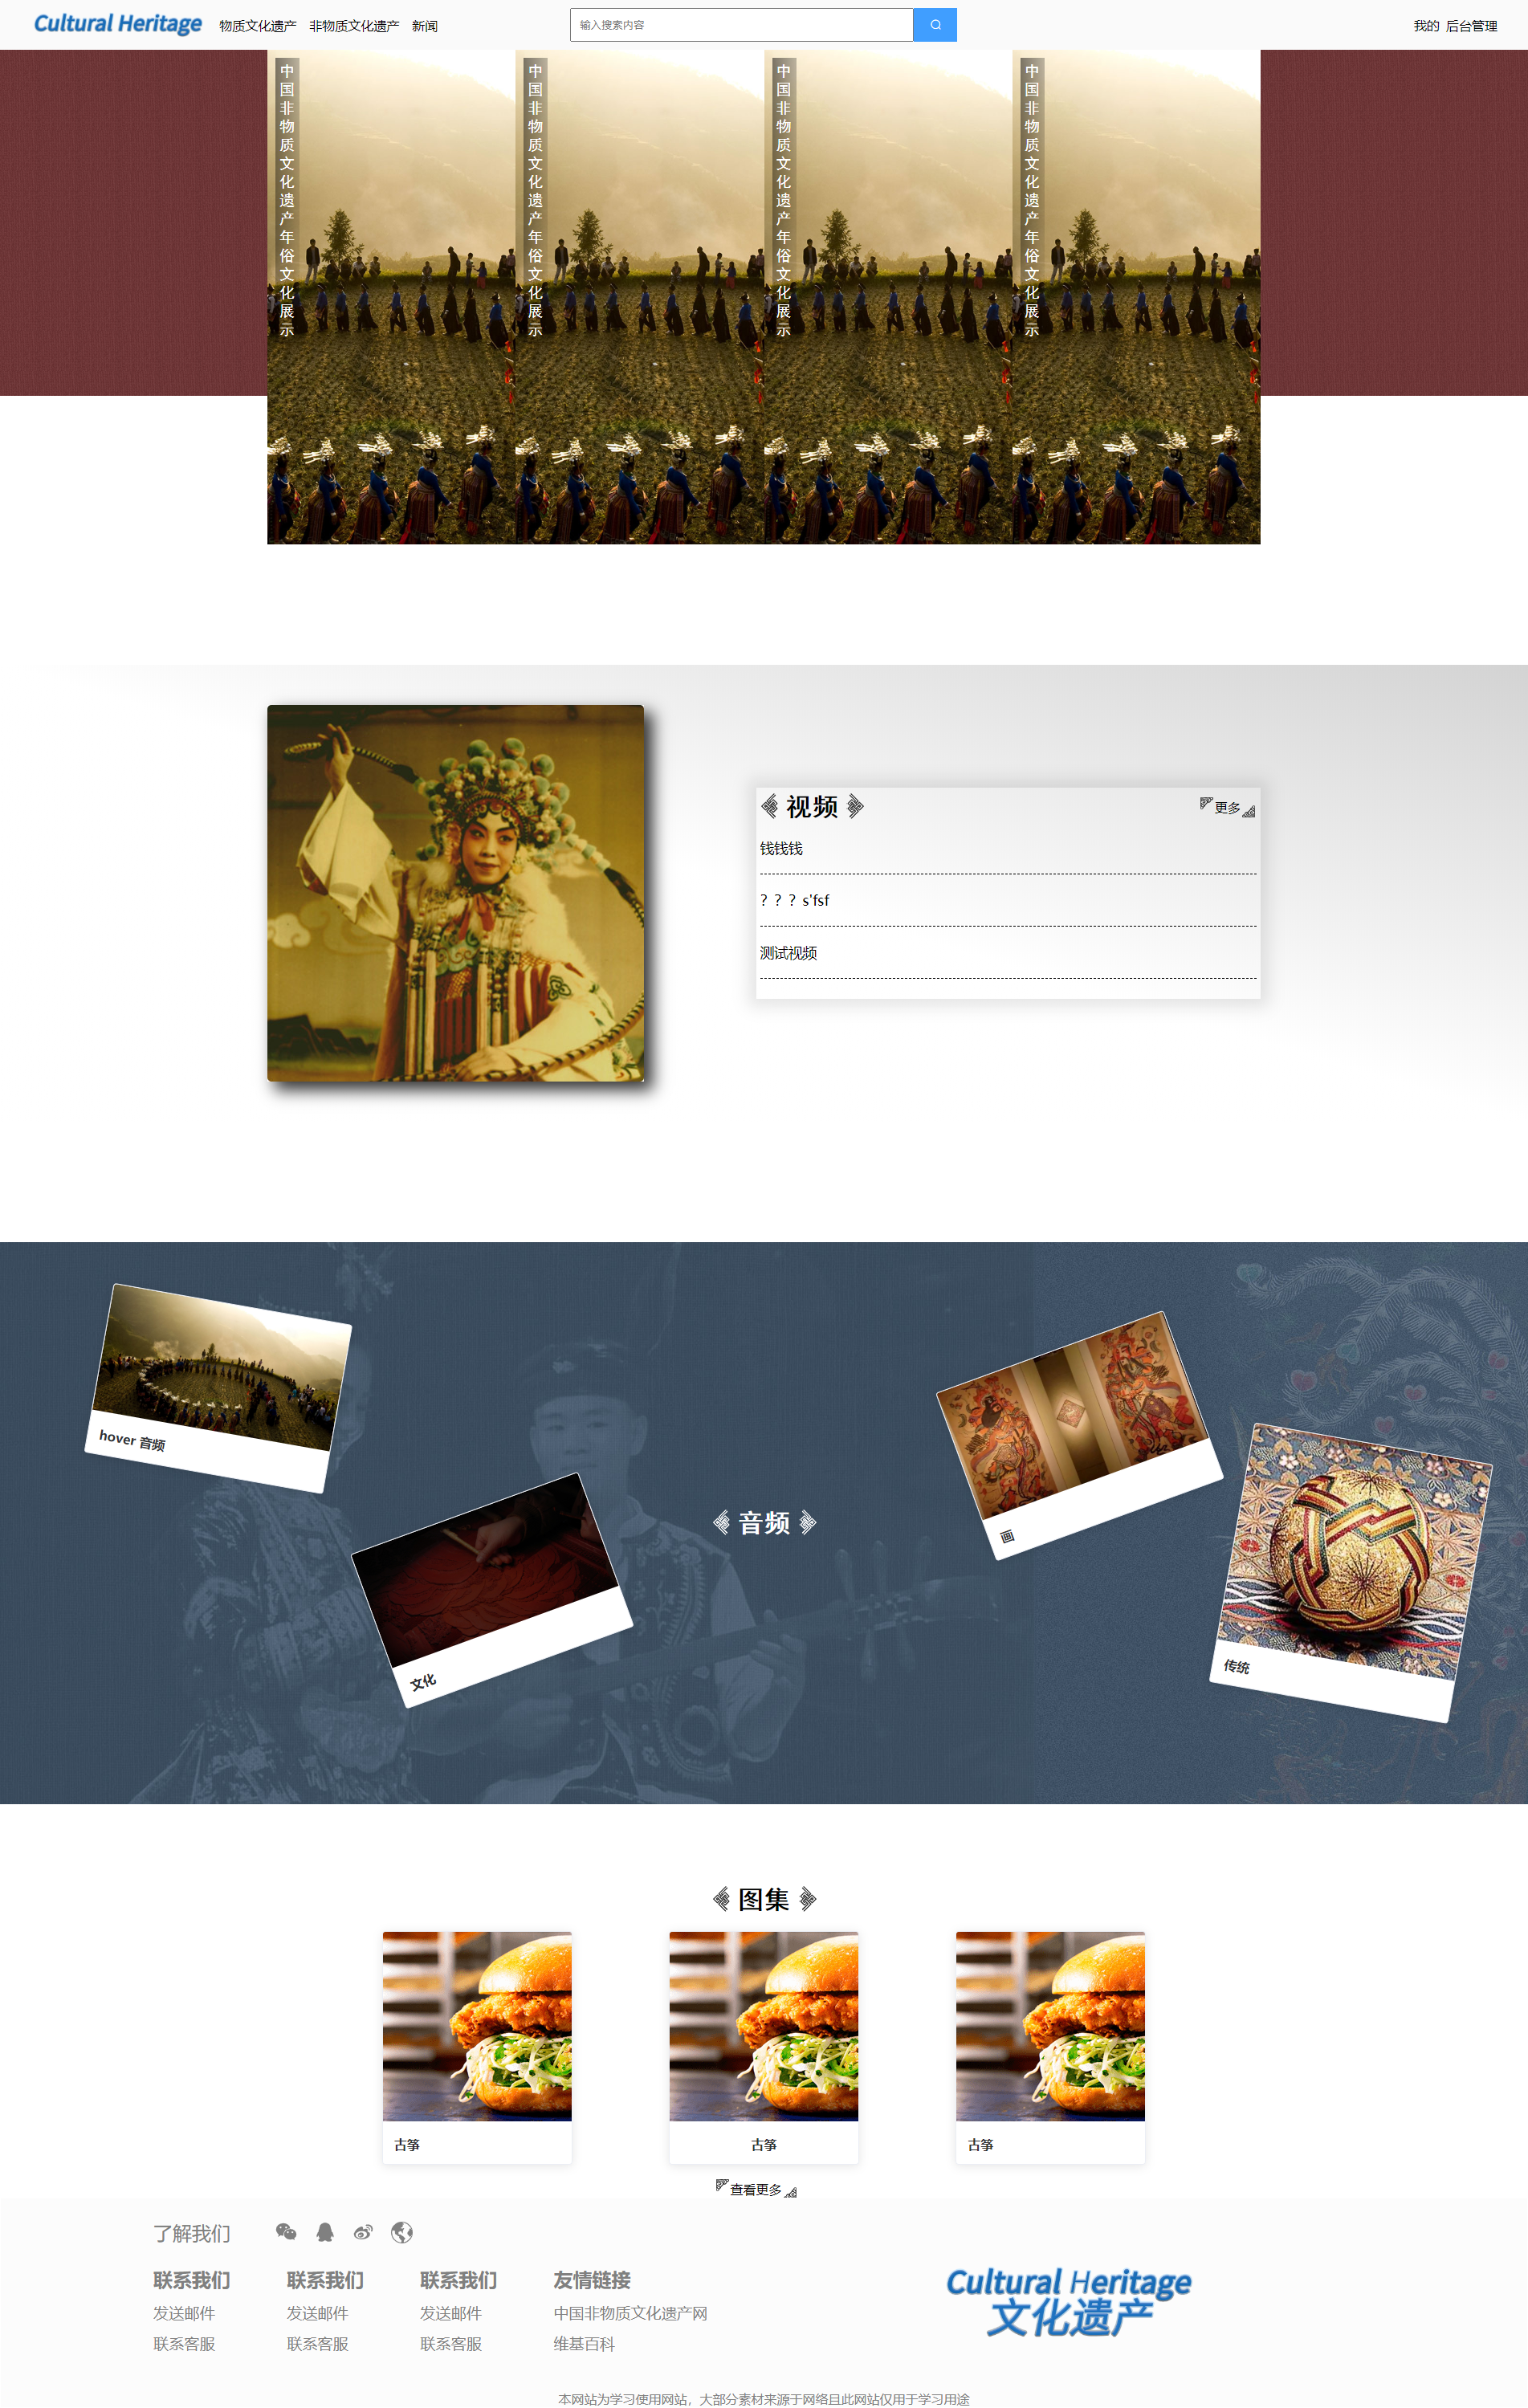 Cultural Heritage 物质文化遗产 非物质文化遗产 新闻 输入搜索内容 我的 后台管理
中国非物质文化遗产年俗文化展示
中国非物质文化遗产年俗文化展示
中国非物质文化遗产年俗文化展示
中国非物质文化遗产年俗文化展示
视频 更多
钱钱钱
？？？s'fsf
测试视频
hover 音频
文化
音频
画
传统
图集
古筝 古筝 古筝
查看更多
了解我们
联系我们 联系我们 联系我们 友情链接
发送邮件 发送邮件 发送邮件 中国非物质文化遗产网
联系客服 联系客服 联系客服 维基百科
Cultural Heritage
文化遗产
本网站为学习使用网站，大部分素材来源于网络且此网站仅用于学习用途